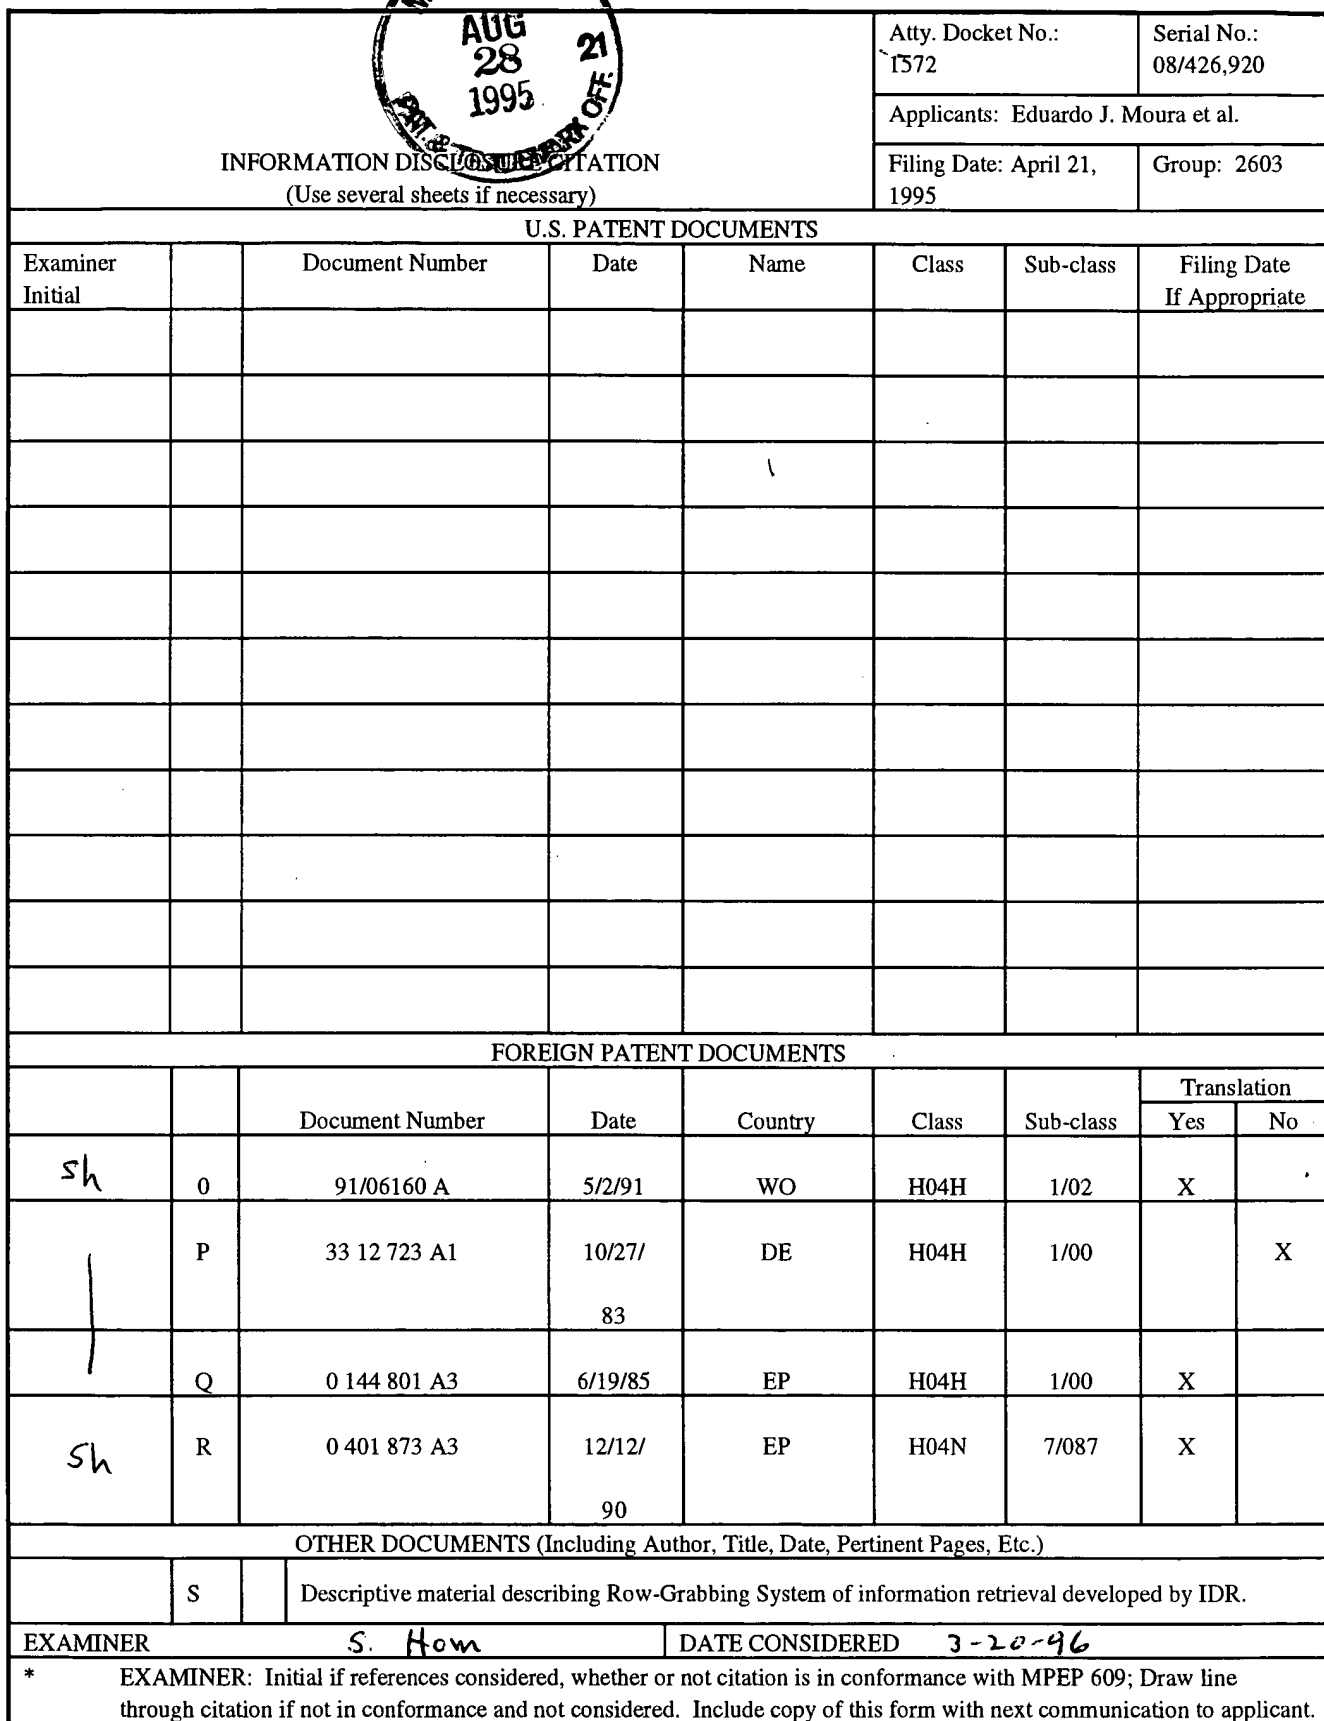 AUG
28
1995
21
PAT. & TRADEMARK OFF.
Atty. Docket No.:
1572
Serial No.:
08/426,920
Applicants: Eduardo J. Moura et al.
INFORMATION DISCLOSURE CITATION
(Use several sheets if necessary)
Filing Date: April 21,
1995
Group: 2603
U.S. PATENT DOCUMENTS
Examiner
Initial
Document Number
Date
Name
Class
Sub-class
Filing Date
If Appropriate
FOREIGN PATENT DOCUMENTS
Translation
Document Number
Date
Country
Class
Sub-class
Yes
No
sh 0 91/06160 A 5/2/91 WO H04H 1/02 X
P 33 12 723 A1 10/27/ DE H04H 1/00 X
83
Q 0 144 801 A3 6/19/85 EP H04H 1/00 X
sh R 0 401 873 A3 12/12/ EP H04N 7/087 X
90
OTHER DOCUMENTS (Including Author, Title, Date, Pertinent Pages, Etc.)
S Descriptive material describing Row-Grabbing System of information retrieval developed by IDR.
EXAMINER S. Hom DATE CONSIDERED 3-20-96
* EXAMINER: Initial if references considered, whether or not citation is in conformance with MPEP 609; Draw line
through citation if not in conformance and not considered. Include copy of this form with next communication to applicant.